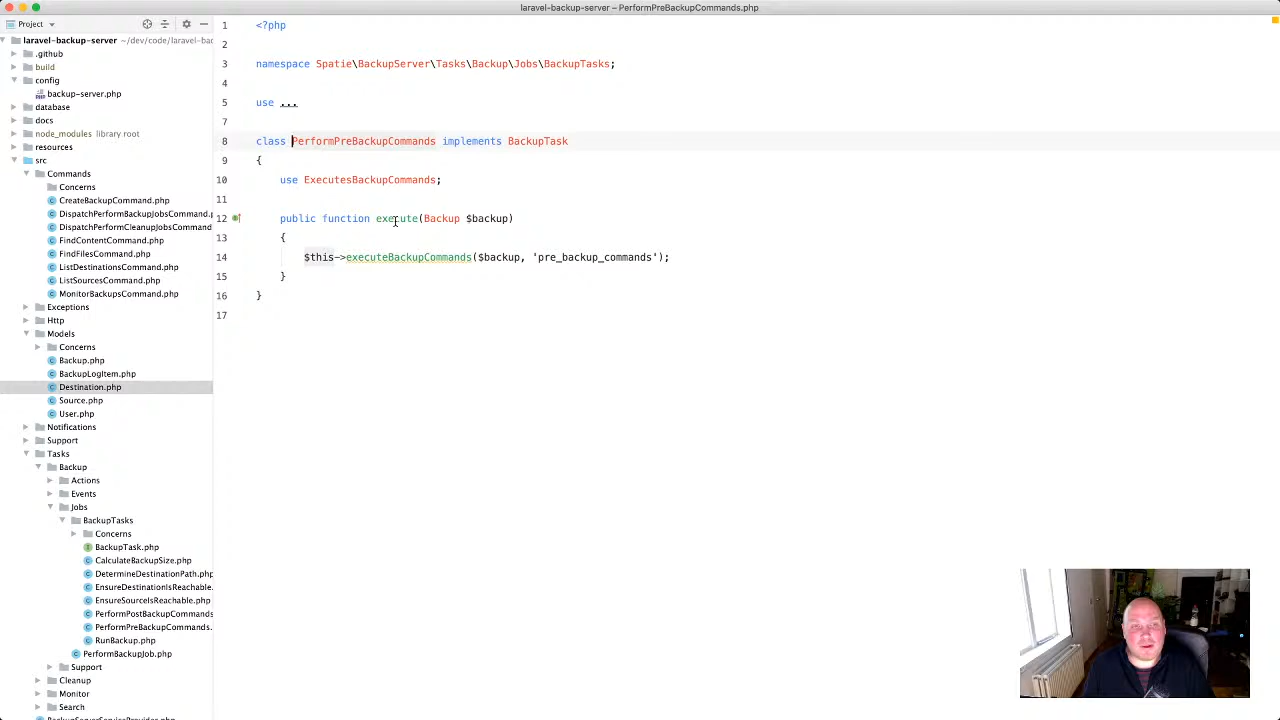 laravel-backup-server – PerformPreBackupCommands.php
Project
laravel-backup-server ~/dev/code/laravel-bac
.github
build
config
backup-server.php
database
docs
node_modules library root
resources
src
Commands
Concerns
CreateBackupCommand.php
DispatchPerformBackupJobsCommand.p
DispatchPerformCleanupJobsCommand
FindContentCommand.php
FindFilesCommand.php
ListDestinationsCommand.php
ListSourcesCommand.php
MonitorBackupsCommand.php
Exceptions
Http
Models
Concerns
Backup.php
BackupLogItem.php
Destination.php
Source.php
User.php
Notifications
Support
Tasks
Backup
Actions
Events
Jobs
BackupTasks
Concerns
BackupTask.php
CalculateBackupSize.php
DetermineDestinationPath.php
EnsureDestinationIsReachable.
EnsureSourceIsReachable.php
PerformPostBackupCommands
PerformPreBackupCommands.
RunBackup.php
PerformBackupJob.php
Support
Cleanup
Monitor
Search
BackupServerServiceProvider.php
1 <?php
2
3 namespace Spatie\BackupServer\Tasks\Backup\Jobs\BackupTasks;
4
5 use ...
7
8 class PerformPreBackupCommands implements BackupTask
9 {
10 use ExecutesBackupCommands;
11
12 public function execute(Backup $backup)
13 {
14 $this->executeBackupCommands($backup, 'pre_backup_commands');
15 }
16 }
17